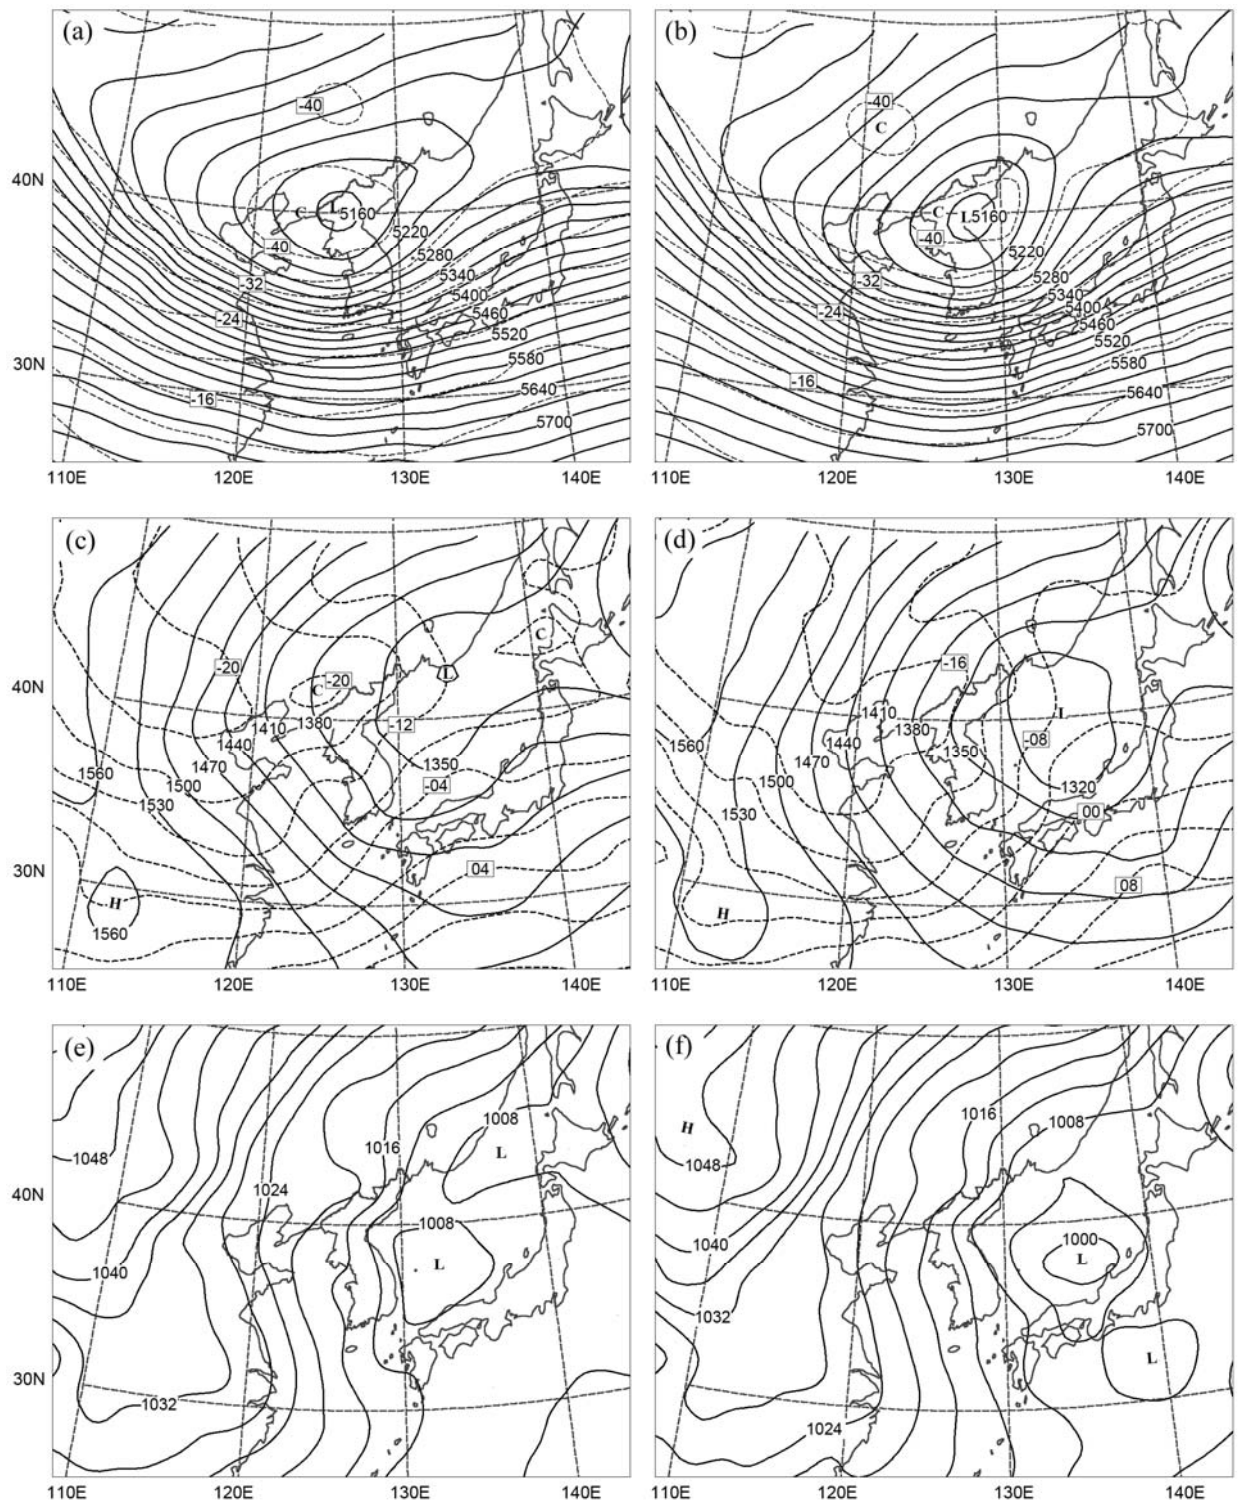 (a)
(b)
-40
-40
C
40N
C L 5160
C L 5160
5220
5220
-40
-40
5280
5280
-32
5340
-32
5340
5400
5400
-24
5460
-24
5460
5520
5520
30N
5580
5580
-16
5640
-16
5640
5700
5700
110E 120E 130E 140E
110E 120E 130E 140E
(c)
(d)
C
-20
-16
L
40N
C -20
1410 1380 -12
L
1410
1380
1440
1440
-08
1350
1560
1470
1350
1560
1500
-04
1500
1470
1320
1530
1530
00
30N
04
08
H
H
1560
110E 120E 130E 140E
110E 120E 130E 140E
(e)
(f)
1008
1016
1008
H
1048
1016
L
1048
40N
1024
1008
1000
1040
L
1040
L
1032
L
30N
1032
1024
110E 120E 130E 140E
110E 120E 130E 140E